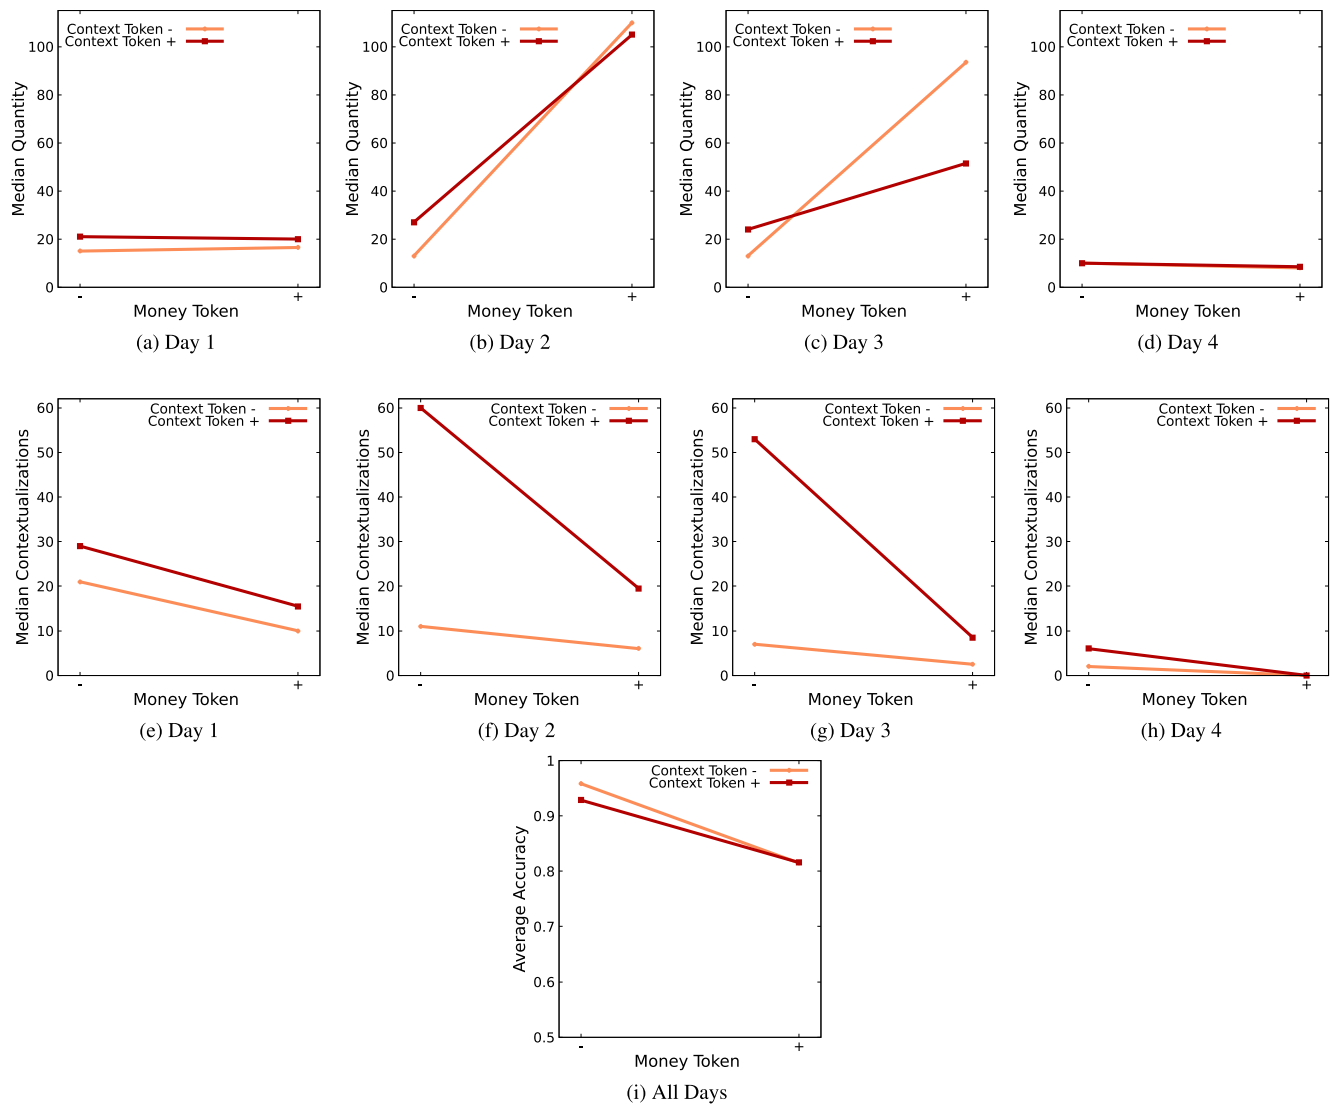 Context Token -
Context Token +
100
80
60
40
20
0
Median Quantity
- +
Money Token
(a) Day 1
Context Token -
Context Token +
100
80
60
40
20
0
Median Quantity
- +
Money Token
(b) Day 2
Context Token -
Context Token +
100
80
60
40
20
0
Median Quantity
- +
Money Token
(c) Day 3
Context Token -
Context Token +
100
80
60
40
20
0
Median Quantity
- +
Money Token
(d) Day 4
Context Token -
Context Token +
60
50
40
30
20
10
0
Median Contextualizations
- +
Money Token
(e) Day 1
Context Token -
Context Token +
60
50
40
30
20
10
0
Median Contextualizations
- +
Money Token
(f) Day 2
Context Token -
Context Token +
60
50
40
30
20
10
0
Median Contextualizations
- +
Money Token
(g) Day 3
Context Token -
Context Token +
60
50
40
30
20
10
0
Median Contextualizations
- +
Money Token
(h) Day 4
Context Token -
Context Token +
1
0.9
0.8
0.7
0.6
0.5
Average Accuracy
- +
Money Token
(i) All Days